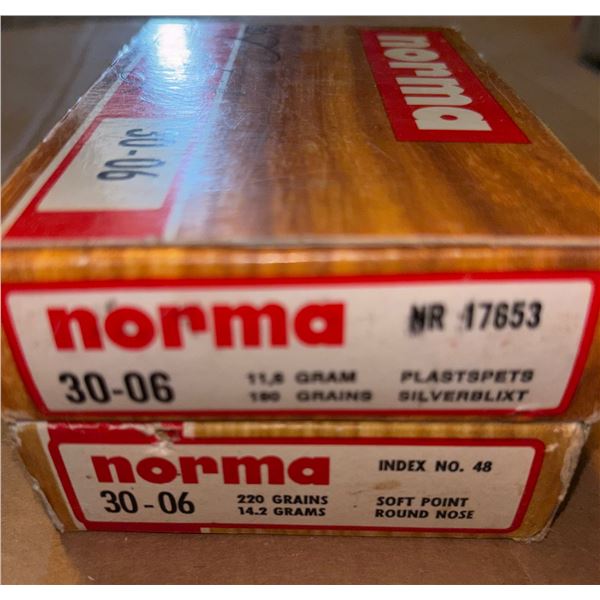 norma
30-06
norma NR 17653
30-06 11,6 GRAM PLASTSPETS
GRAINS SILVERBLIXT
norma INDEX NO. 48
30-06 220 GRAINS SOFT POINT
14.2 GRAMS ROUND NOSE